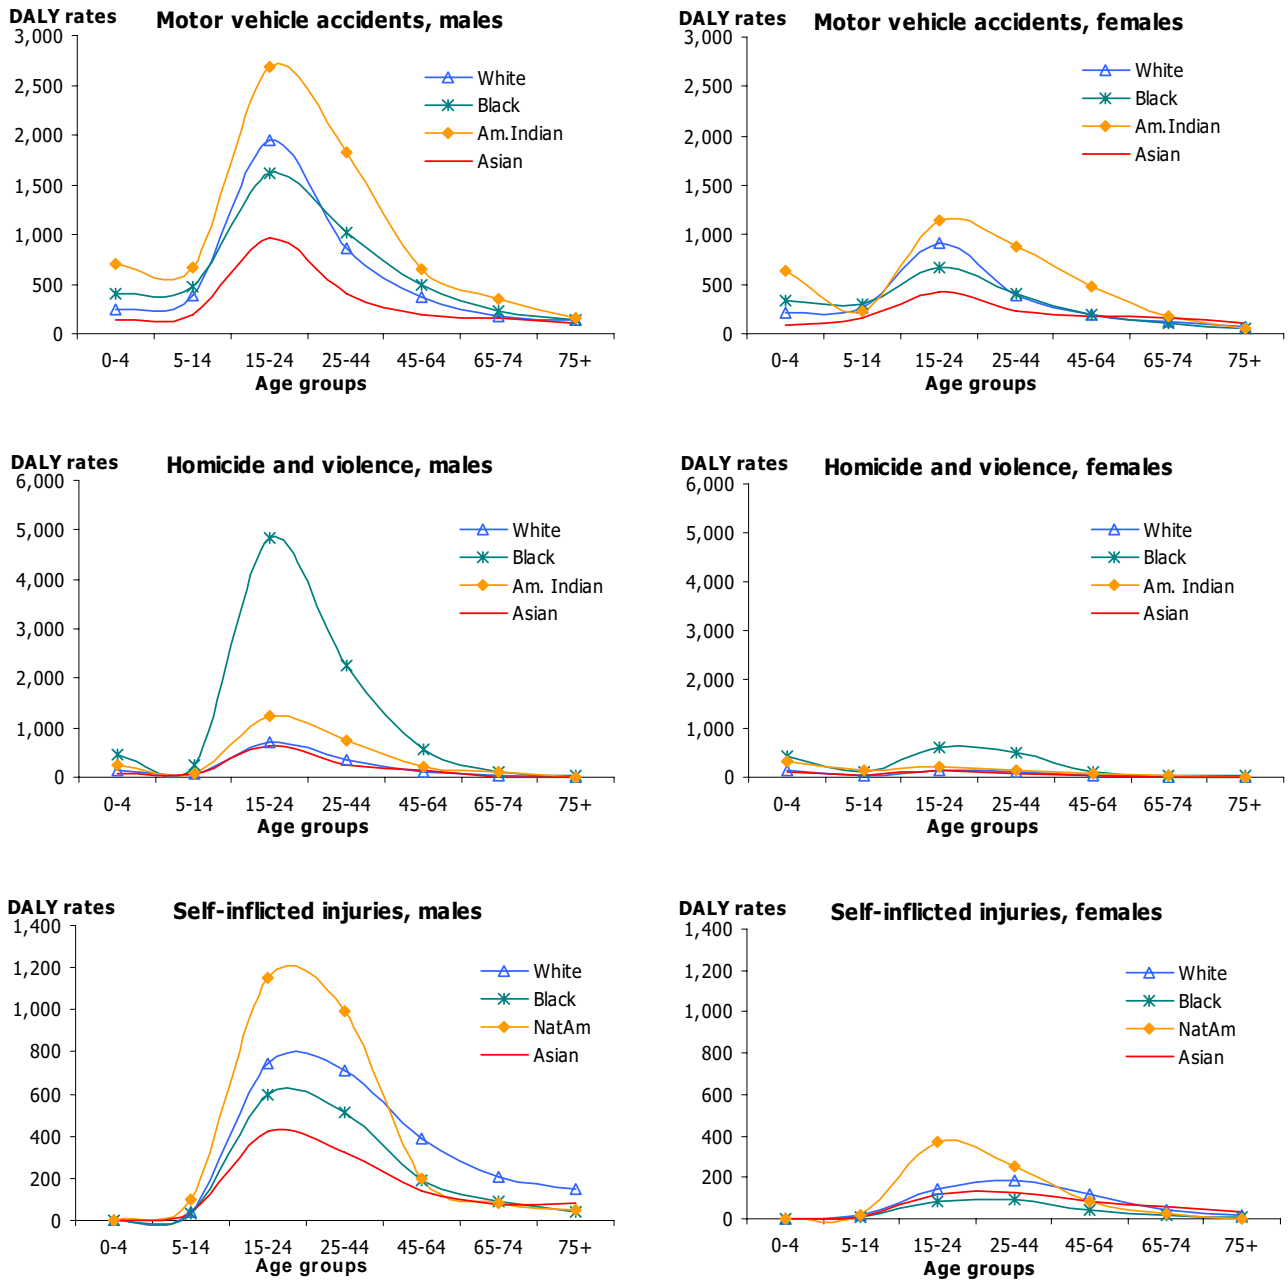 DALY rates
Motor vehicle accidents, males
3,000
2,500
2,000
1,500
1,000
500
0
White
Black
Am.Indian
Asian
0-4 5-14 15-24 25-44 45-64 65-74 75+
Age groups
DALY rates
Motor vehicle accidents, females
3,000
2,500
2,000
1,500
1,000
500
0
White
Black
Am.Indian
Asian
0-4 5-14 15-24 25-44 45-64 65-74 75+
Age groups
DALY rates
Homicide and violence, males
6,000
5,000
4,000
3,000
2,000
1,000
0
White
Black
Am. Indian
Asian
0-4 5-14 15-24 25-44 45-64 65-74 75+
Age groups
DALY rates
Homicide and violence, females
6,000
5,000
4,000
3,000
2,000
1,000
0
White
Black
Am. Indian
Asian
0-4 5-14 15-24 25-44 45-64 65-74 75+
Age groups
DALY rates
Self-inflicted injuries, males
1,400
1,200
1,000
800
600
400
200
0
White
Black
NatAm
Asian
0-4 5-14 15-24 25-44 45-64 65-74 75+
Age groups
DALY rates
Self-inflicted injuries, females
1,400
1,200
1,000
800
600
400
200
0
White
Black
NatAm
Asian
0-4 5-14 15-24 25-44 45-64 65-74 75+
Age groups